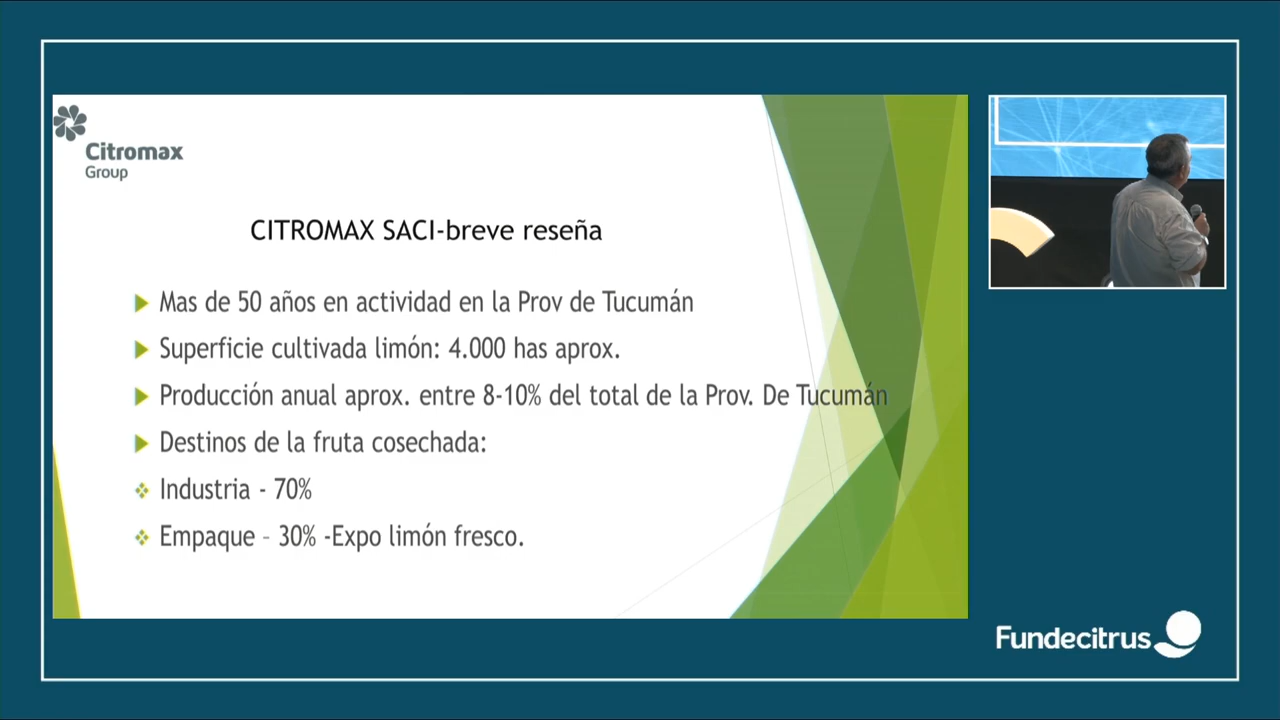 Citromax
Group
CITROMAX SACI-breve reseña
Mas de 50 años en actividad en la Prov de Tucumán
Superficie cultivada limón: 4.000 has aprox.
Producción anual aprox. entre 8-10% del total de la Prov. De Tucumán
Destinos de la fruta cosechada:
Industria - 70%
Empaque – 30% -Expo limón fresco.
Fundecitrus